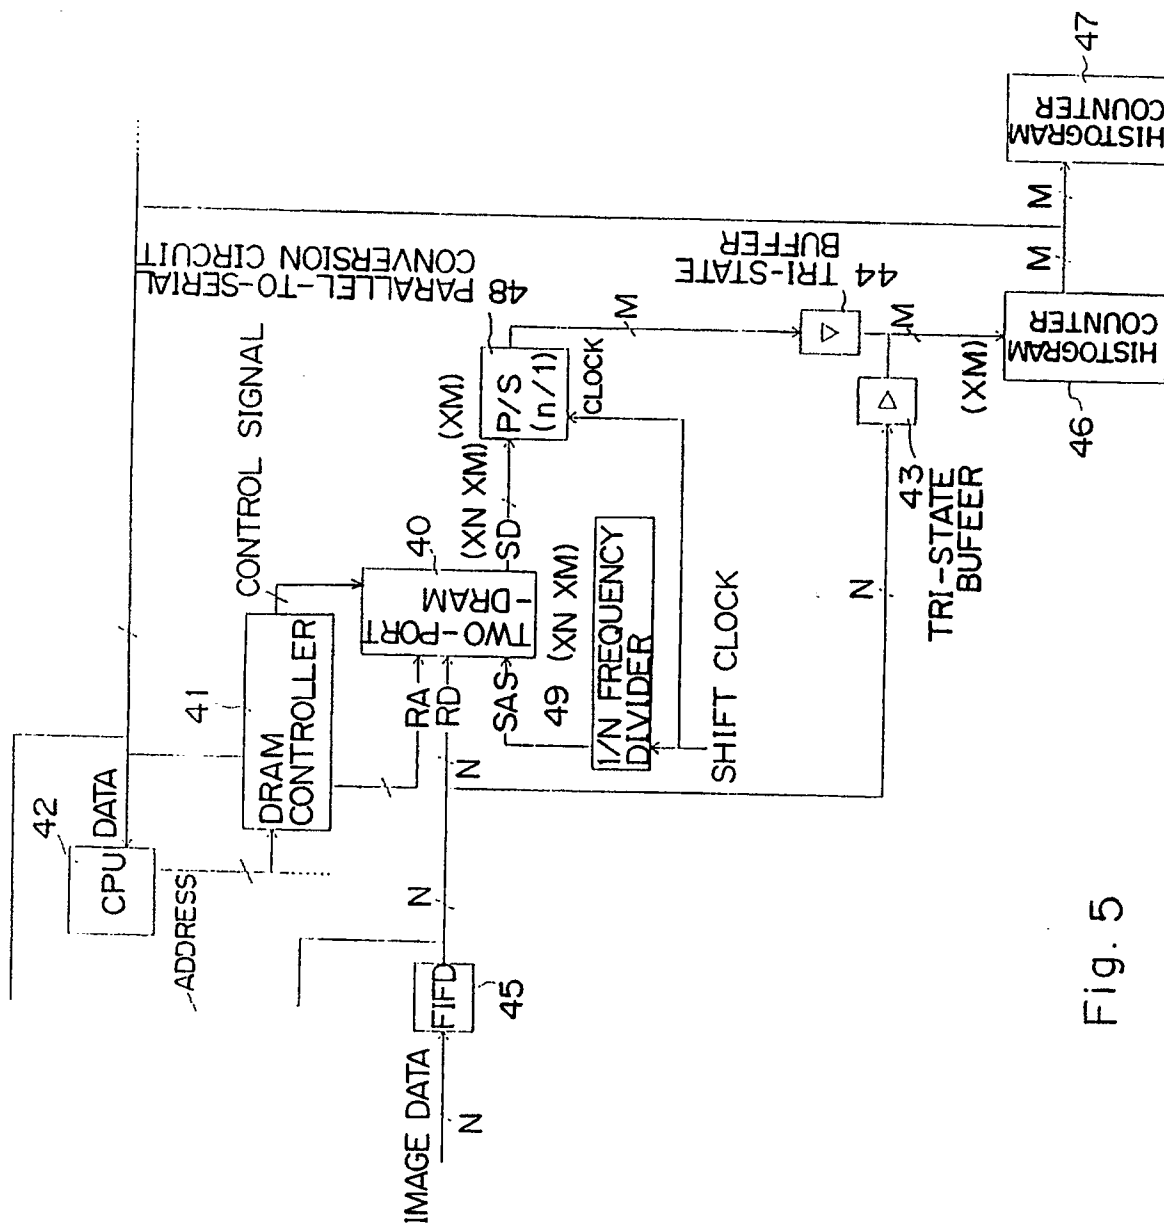 42
CPU
DATA
ADDRESS
41
DRAM
CONTROLLER
CONTROL SIGNAL
40
TWO-PORT
-DRAM
RA
RD
SAS
SD
(XN XM)
(XM)
48 PARALLEL-TO-SERIAL
CONVERSION CIRCUIT
P/S
(n/1)
CLOCK
M
49
(XN XM)
1/N FREQUENCY
DIVIDER
SHIFT CLOCK
IMAGE DATA
N
FIFO
45
N
N
N
43
TRI-STATE
BUFEER
44 TRI-STATE
BUFFER
M
(XM)
46
HISTOGRAM
COUNTER
M
M
47
HISTOGRAM
COUNTER
Fig. 5